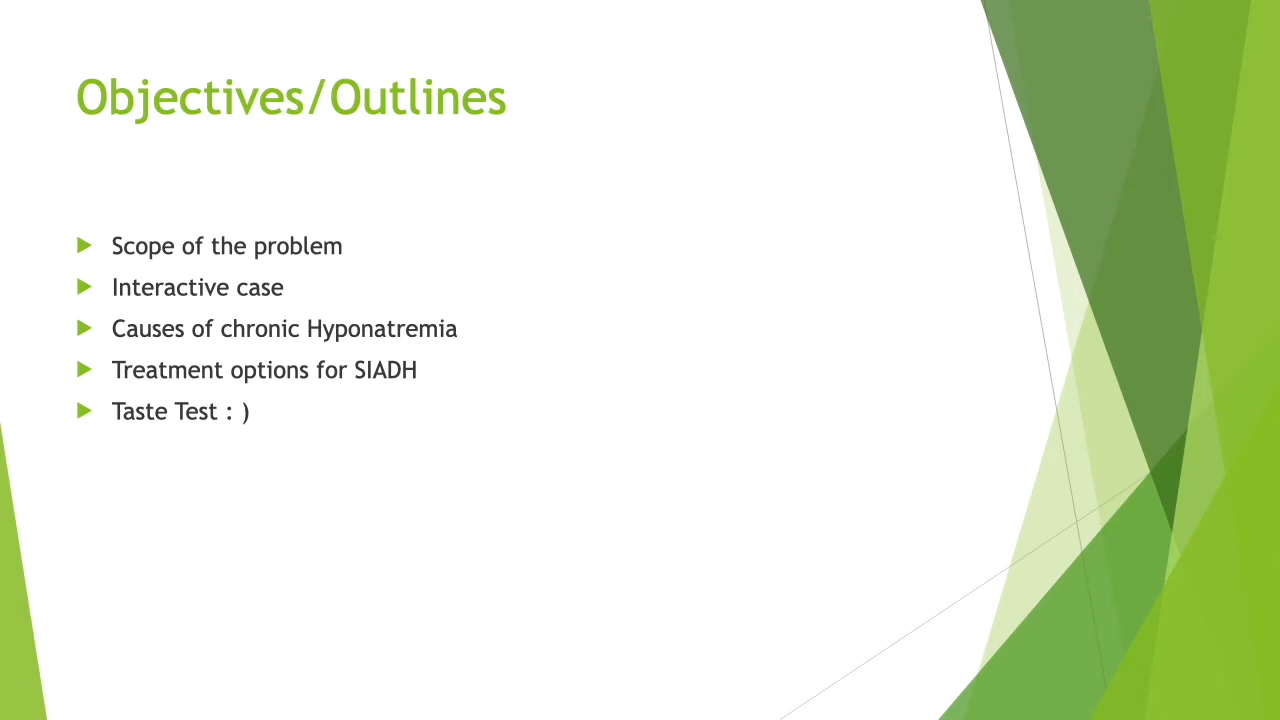 Objectives/Outlines
Scope of the problem
Interactive case
Causes of chronic Hyponatremia
Treatment options for SIADH
Taste Test : )